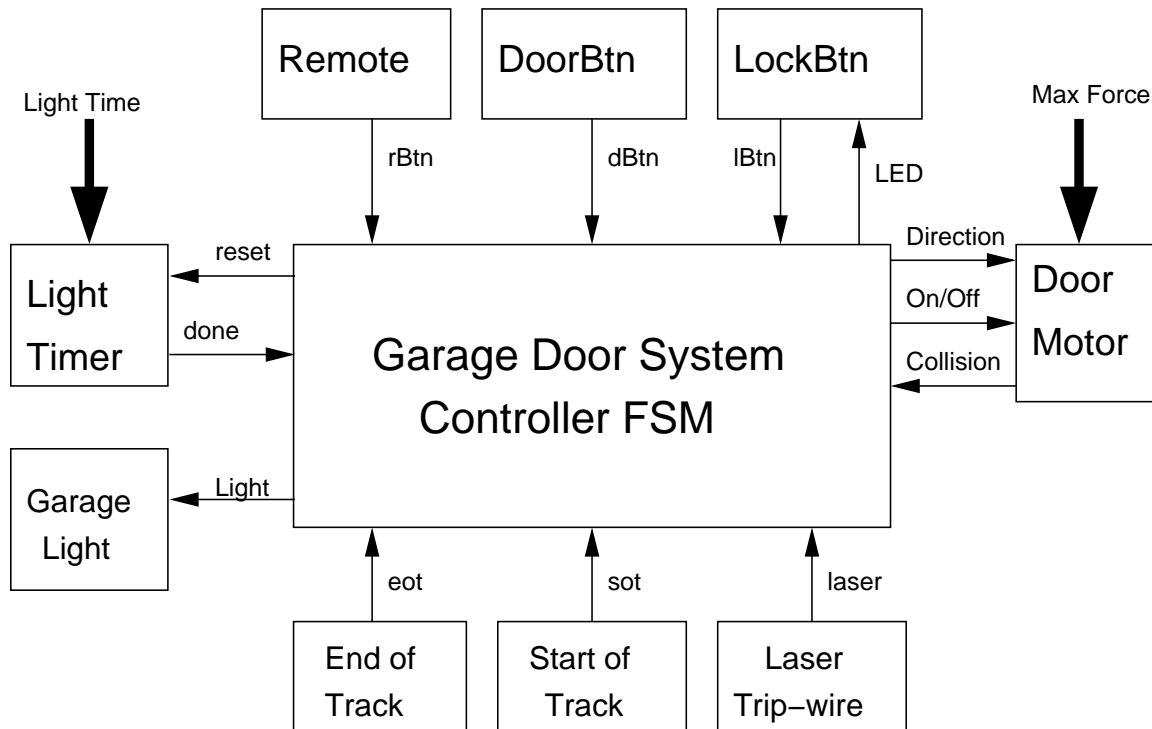 Remote
DoorBtn
LockBtn
Light Time
Max Force
rBtn
dBtn
lBtn
LED
reset
Direction
Light
Timer
done
On/Off
Door
Motor
Collision
Garage Door System
Controller FSM
Light
Garage
Light
eot
sot
laser
End of
Track
Start of
Track
Laser
Trip−wire